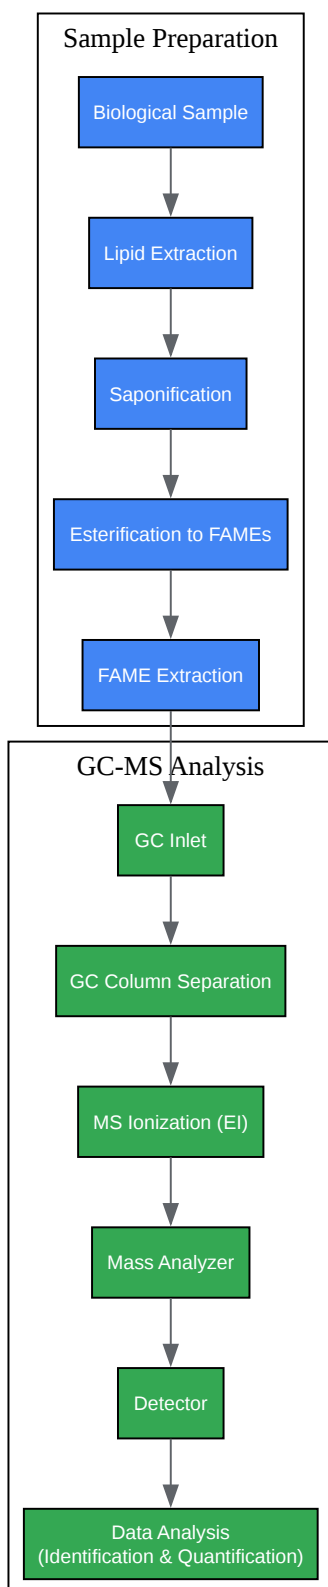 Sample Preparation
Biological Sample
Lipid Extraction
Saponification
Esterification to FAMEs
FAME Extraction
GC-MS Analysis
GC Inlet
GC Column Separation
MS Ionization (EI)
Mass Analyzer
Detector
Data Analysis
(Identification & Quantification)